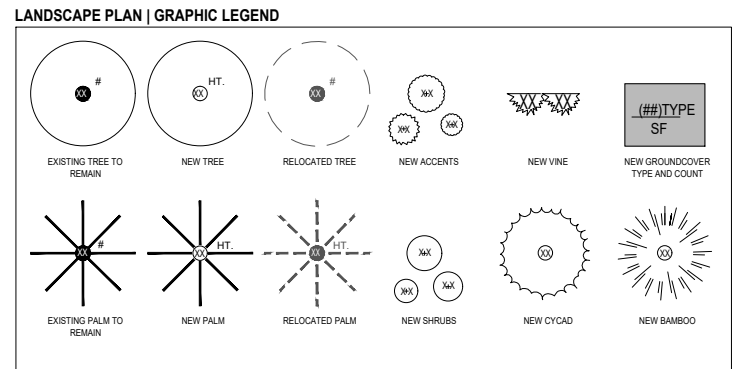 LANDSCAPE PLAN | GRAPHIC LEGEND
XX #
XX HT.
XX #
XX
XX
XX
XX XX
(##)TYPE
SF
EXISTING TREE TO
REMAIN
NEW TREE
RELOCATED TREE
NEW ACCENTS
NEW VINE
NEW GROUNDCOVER
TYPE AND COUNT
XX #
XX HT.
XX HT.
XX
XX
XX
XX
XX
EXISTING PALM TO
REMAIN
NEW PALM
RELOCATED PALM
NEW SHRUBS
NEW CYCAD
NEW BAMBOO